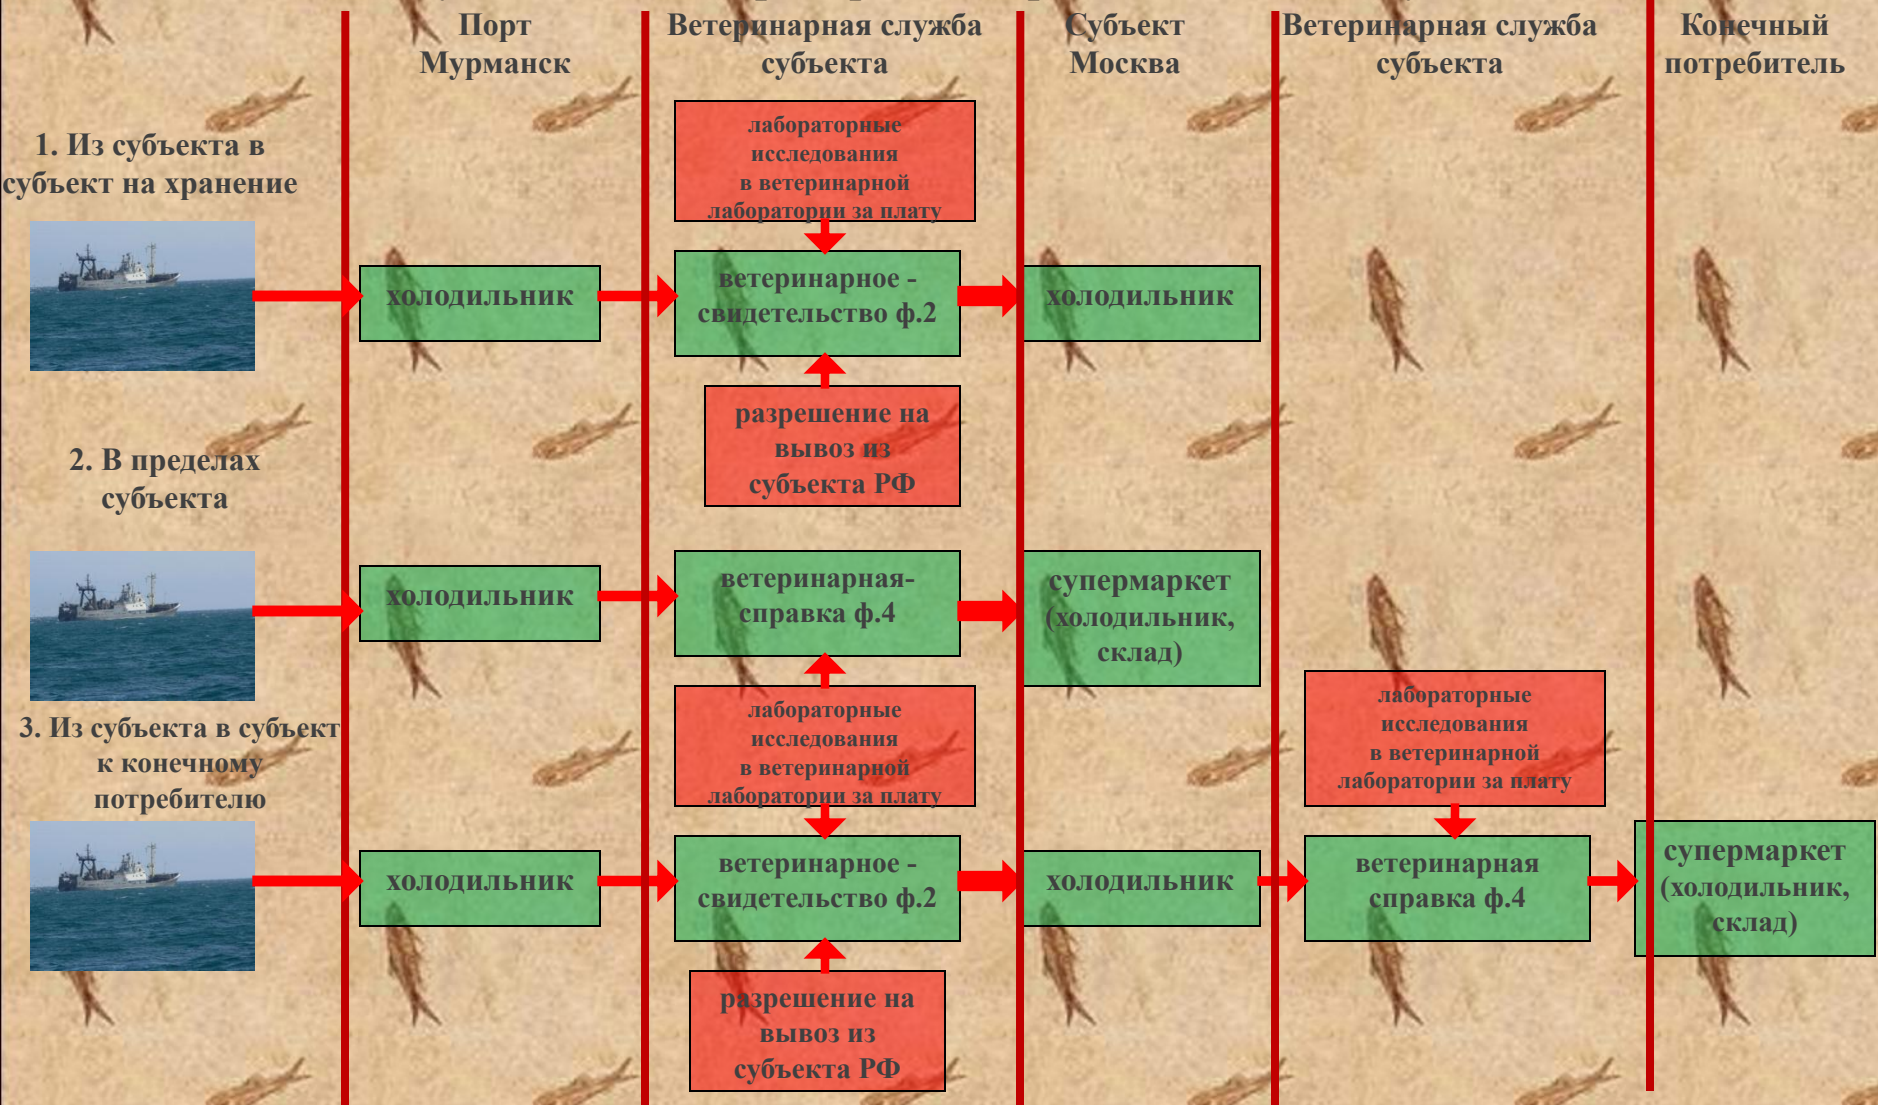 Порт
Мурманск
Ветеринарная служба
субъекта
Субъект
Москва
Ветеринарная служба
субъекта
Конечный
потребитель
1. Из субъекта в
субъект на хранение
лабораторные
исследования
в ветеринарной
лаборатории за плату
холодильник
ветеринарное -
свидетельство ф.2
холодильник
разрешение на
вывоз из
субъекта РФ
2. В пределах
субъекта
холодильник
ветеринарная-
справка ф.4
супермаркет
(холодильник,
склад)
лабораторные
исследования
в ветеринарной
лаборатории за плату
лабораторные
исследования
в ветеринарной
лаборатории за плату
3. Из субъекта в субъект
к конечному
потребителю
холодильник
ветеринарное -
свидетельство ф.2
холодильник
ветеринарная
справка ф.4
супермаркет
(холодильник,
склад)
разрешение на
вывоз из
субъекта РФ